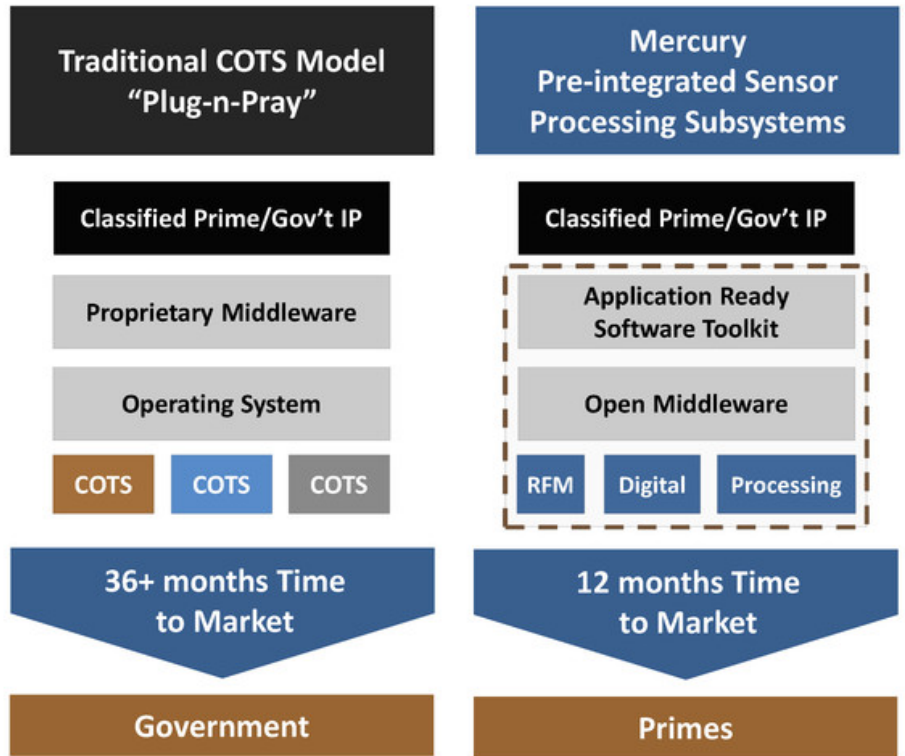 Traditional COTS Model
“Plug-n-Pray”
Classified Prime/Gov’t IP
Proprietary Middleware
Operating System
COTS
COTS
COTS
36+ months Time
to Market
Government
Mercury
Pre-integrated Sensor
Processing Subsystems
Classified Prime/Gov’t IP
Application Ready
Software Toolkit
Open Middleware
RFM
Digital
Processing
12 months Time
to Market
Primes